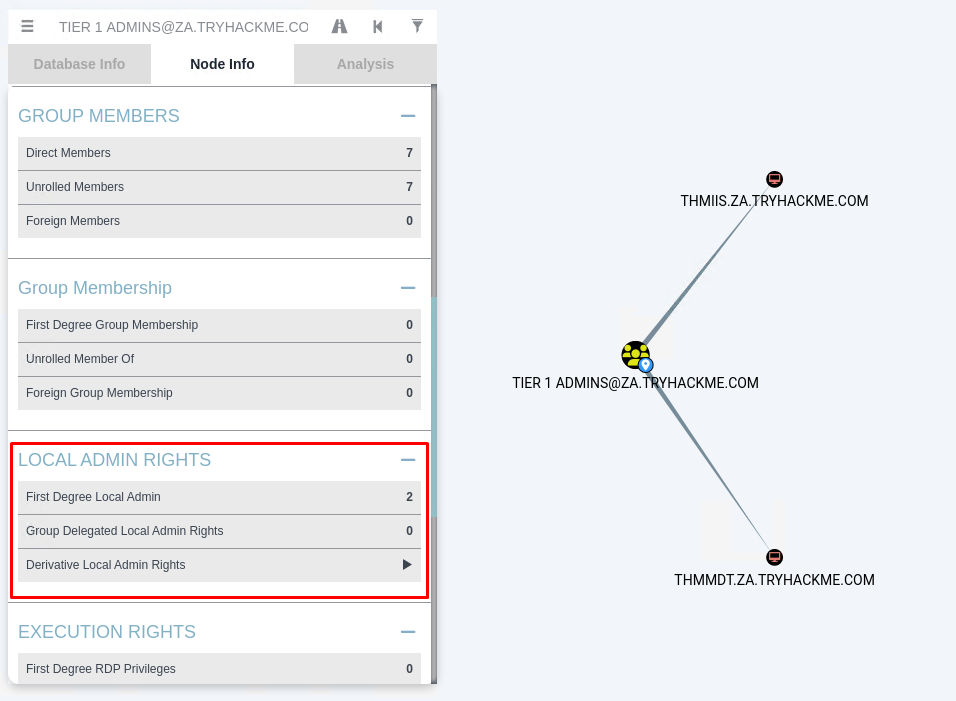 TIER 1 ADMINS@ZA.TRYHACKME.CO
Database Info
Node Info
Analysis
GROUP MEMBERS
Direct Members 7
Unrolled Members 7
Foreign Members 0
Group Membership
First Degree Group Membership 0
Unrolled Member Of 0
Foreign Group Membership 0
LOCAL ADMIN RIGHTS
First Degree Local Admin 2
Group Delegated Local Admin Rights 0
Derivative Local Admin Rights
EXECUTION RIGHTS
First Degree RDP Privileges 0
THMIIS.ZA.TRYHACKME.COM
TIER 1 ADMINS@ZA.TRYHACKME.COM
THMMDT.ZA.TRYHACKME.COM